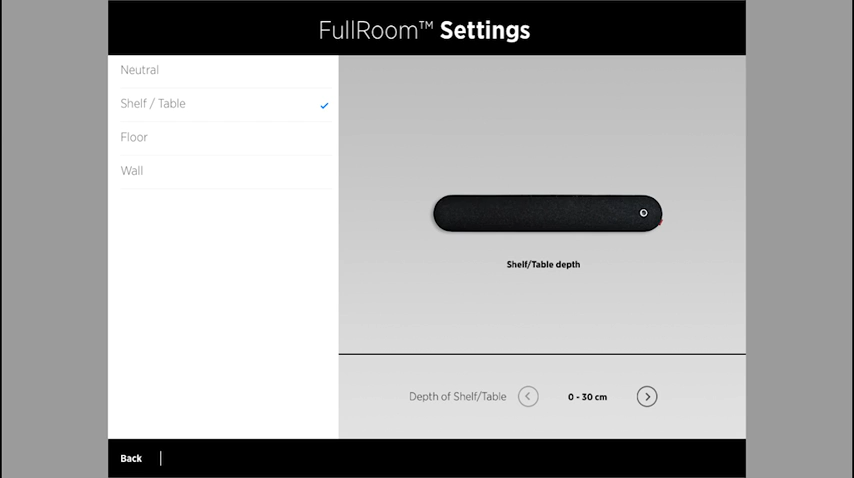 FullRoom™ Settings
Neutral
Shelf / Table
Floor
Wall
Shelf/Table depth
Depth of Shelf/Table 0 - 30 cm
Back